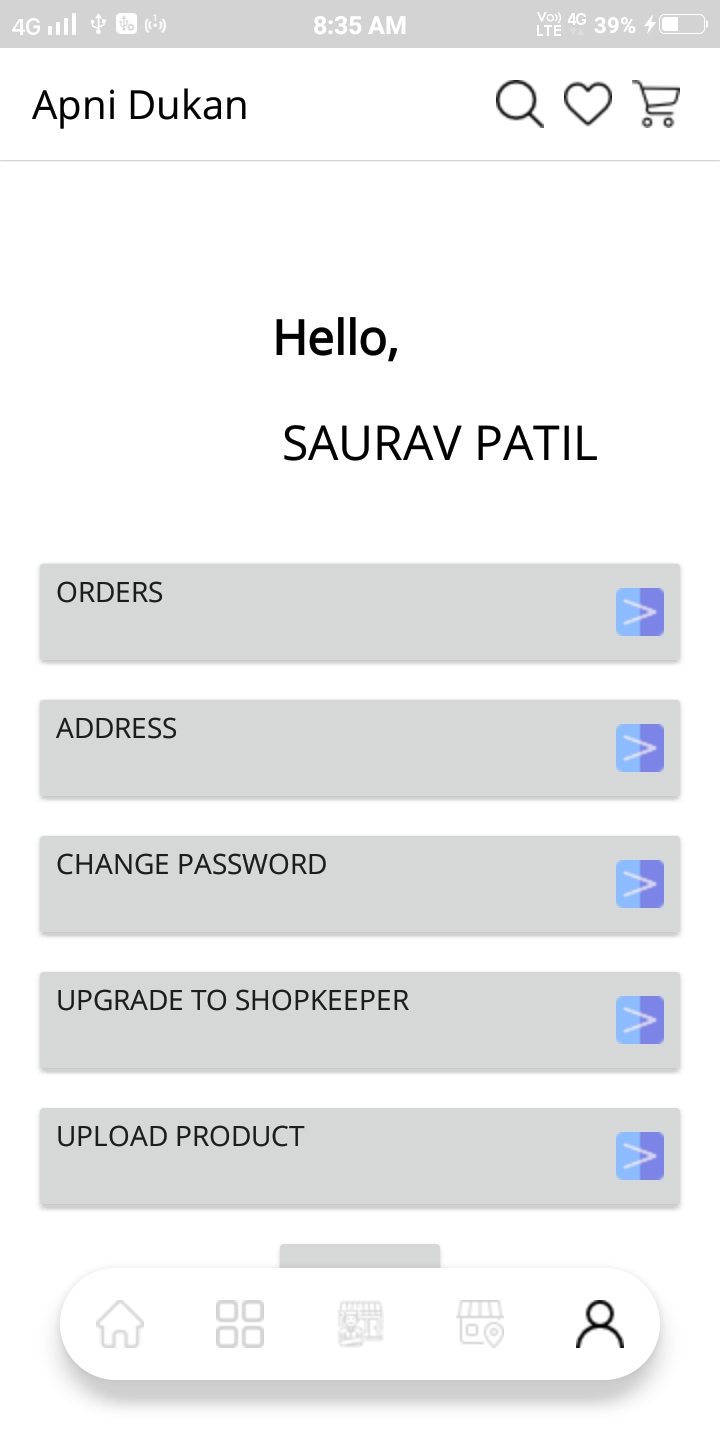 4G 8:35 AM Vo)) LTE 4G 39%
Apni Dukan
Hello,
SAURAV PATIL
ORDERS
ADDRESS
CHANGE PASSWORD
UPGRADE TO SHOPKEEPER
UPLOAD PRODUCT